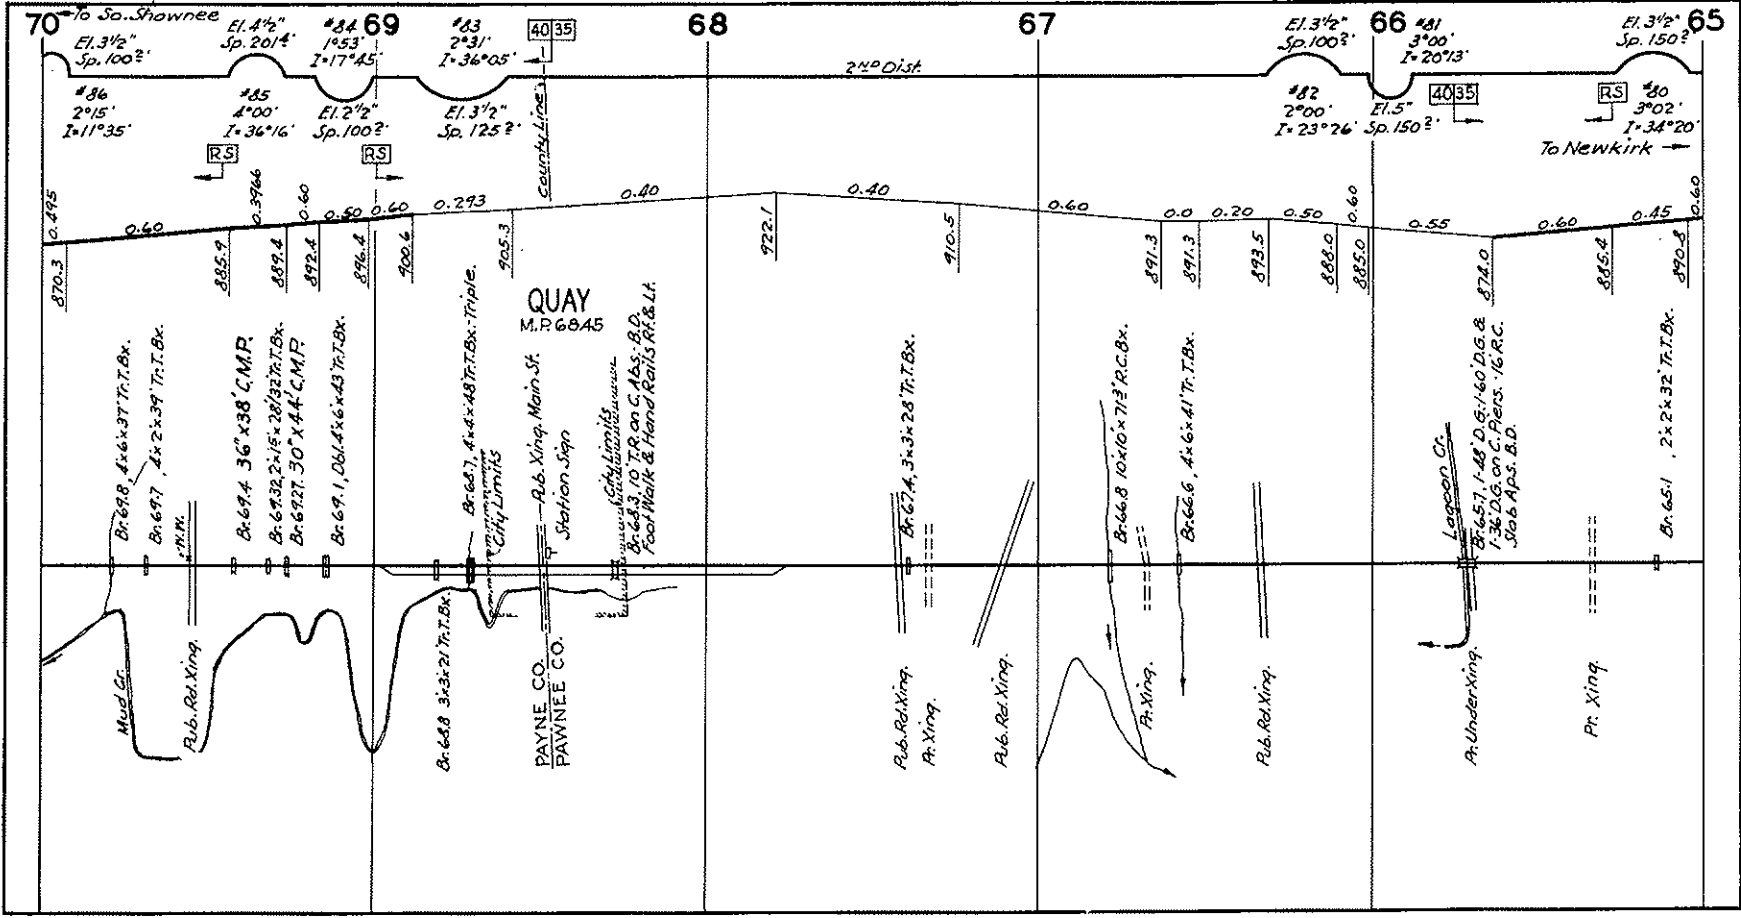 70 ←To So. Shawnee 69 68 67 66 65
El. 3½"
Sp. 100'
El. 4½"
Sp. 201⁴
#84
1°53'
I=17°45'
#83
2°31'
I=36°05'
40 35
El. 3½"
Sp. 100'
#81
3°00'
I=20°13'
El. 3½"
Sp. 150'
2ND Dist.
#86
2°15'
I=11°35'
#85
4°00'
I=36°16'
El. 2½"
Sp. 100'
El. 3½"
Sp. 125'
County Line
#82
2°00'
I=23°26'
El. 5"
Sp. 150'
40 35
RS
#80
3°02'
I=34°20'
RS
RS
To Newkirk →
0.495
0.60
0.3966
0.60
0.50
0.60
0.293
0.40
0.40
0.60
0.0
0.20
0.50
0.60
0.55
0.60
0.45
0.60
870.3
885.9
889.4
892.4
896.4
900.6
905.3
922.1
910.5
891.3
891.3
893.5
888.0
885.0
874.0
885.4
890.8
QUAY
M.P. 68.45
Br. 69.8, 4'x6'x37' Tr. T. Bx.
Br. 69.7, 4'x2'x39' Tr. T. Bx.
Br. 69.4 36"x38' C.M.P.
Br. 69.32, 2'x1⁵'x28'/32' Tr. T. Bx.
Br. 69.27 30"x44' C.M.P.
Br. 69.1, Dbl. 4'x6'x43' Tr. T. Bx.
Br. 68.7, 4'x4'x48' Tr. T. Bx.-Triple.
City Limits
Pub. Xing. Main St.
Station Sign
City Limits
Br. 68.3, 10' T.R. on C. Abs. B.D.
Foot Walk & Hand Rails Rt. & Lt.
Br. 67.4, 3'x3'x28' Tr. T. Bx.
Br. 66.8 10'x10'x71³' R.C. Bx.
Br. 66.6, 4'x6'x41' Tr. T. Bx.
Lagoon Cr.
Br. 65.7, 1-48' D.G. 1-60' D.G. &
1-36' D.G. on C. Piers. 16' R.C.
Slab Aps. B.D.
Br. 65.1, 2'x2'x32' Tr. T. Bx.
Mud Cr.
Pub. Rd. Xing.
W.W.
Br. 68.8 3'x3'x21' Tr. T. Bx.
PAYNE CO.
PAWNEE CO.
Pub. Rd. Xing.
Pr. Xing.
Pub. Rd. Xing.
Pr. Xing.
Pub. Rd. Xing.
Pr. Under Xing.
Pr. Xing.